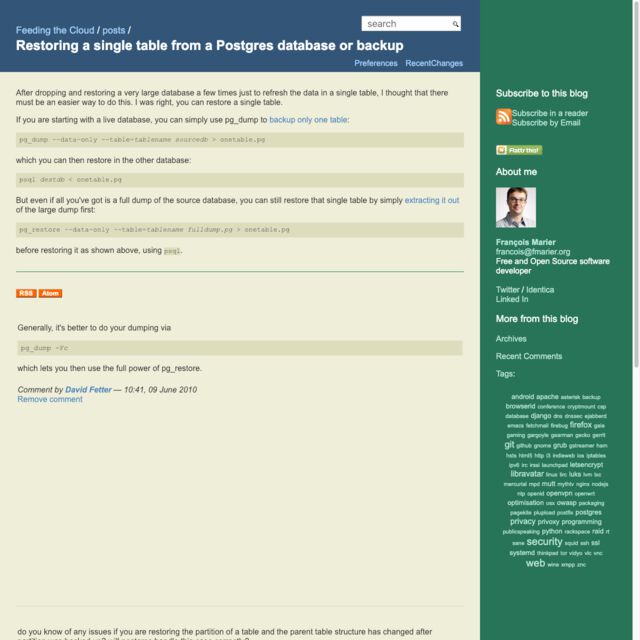 Feeding the Cloud / posts /
Restoring a single table from a Postgres database or backup
search
Preferences RecentChanges
After dropping and restoring a very large database a few times just to refresh the data in a single table, I thought that there
must be an easier way to do this. I was right, you can restore a single table.
If you are starting with a live database, you can simply use pg_dump to backup only one table:
pg_dump --data-only --table=tablename sourcedb > onetable.pg
which you can then restore in the other database:
psql destdb < onetable.pg
But even if all you've got is a full dump of the source database, you can still restore that single table by simply extracting it out
of the large dump first:
pg_restore --data-only --table=tablename fulldump.pg > onetable.pg
before restoring it as shown above, using psql.
RSS Atom
Generally, it's better to do your dumping via
pg_dump -Fc
which lets you then use the full power of pg_restore.
Comment by David Fetter — 10:41, 09 June 2010
Remove comment
do you know of any issues if you are restoring the partition of a table and the parent table structure has changed after
Subscribe to this blog
Subscribe in a reader
Subscribe by Email
Flattr this!
About me
François Marier
francois@fmarier.org
Free and Open Source software
developer
Twitter / Identica
Linked In
More from this blog
Archives
Recent Comments
Tags:
android apache asterisk backup
browserid conference cryptmount csp
database django dns dnssec ejabberd
emacs fetchmail firebug firefox gaia
gaming gargoyle gearman gecko gerrit
git github gnome grub gstreamer ham
hsts html5 http i3 indieweb ios iptables
ipv6 irc irssi launchpad letsencrypt
libravatar linux lirc luks lvm lxc
mercurial mpd mutt mythtv nginx nodejs
ntp openid openvpn openwrt
optimisation osx owasp packaging
pagekite plupload postfix postgres
privacy privoxy programming
publicspeaking python rackspace raid rt
sane security squid ssh ssl
systemd thinkpad tor vidyo vlc vnc
web wine xmpp znc